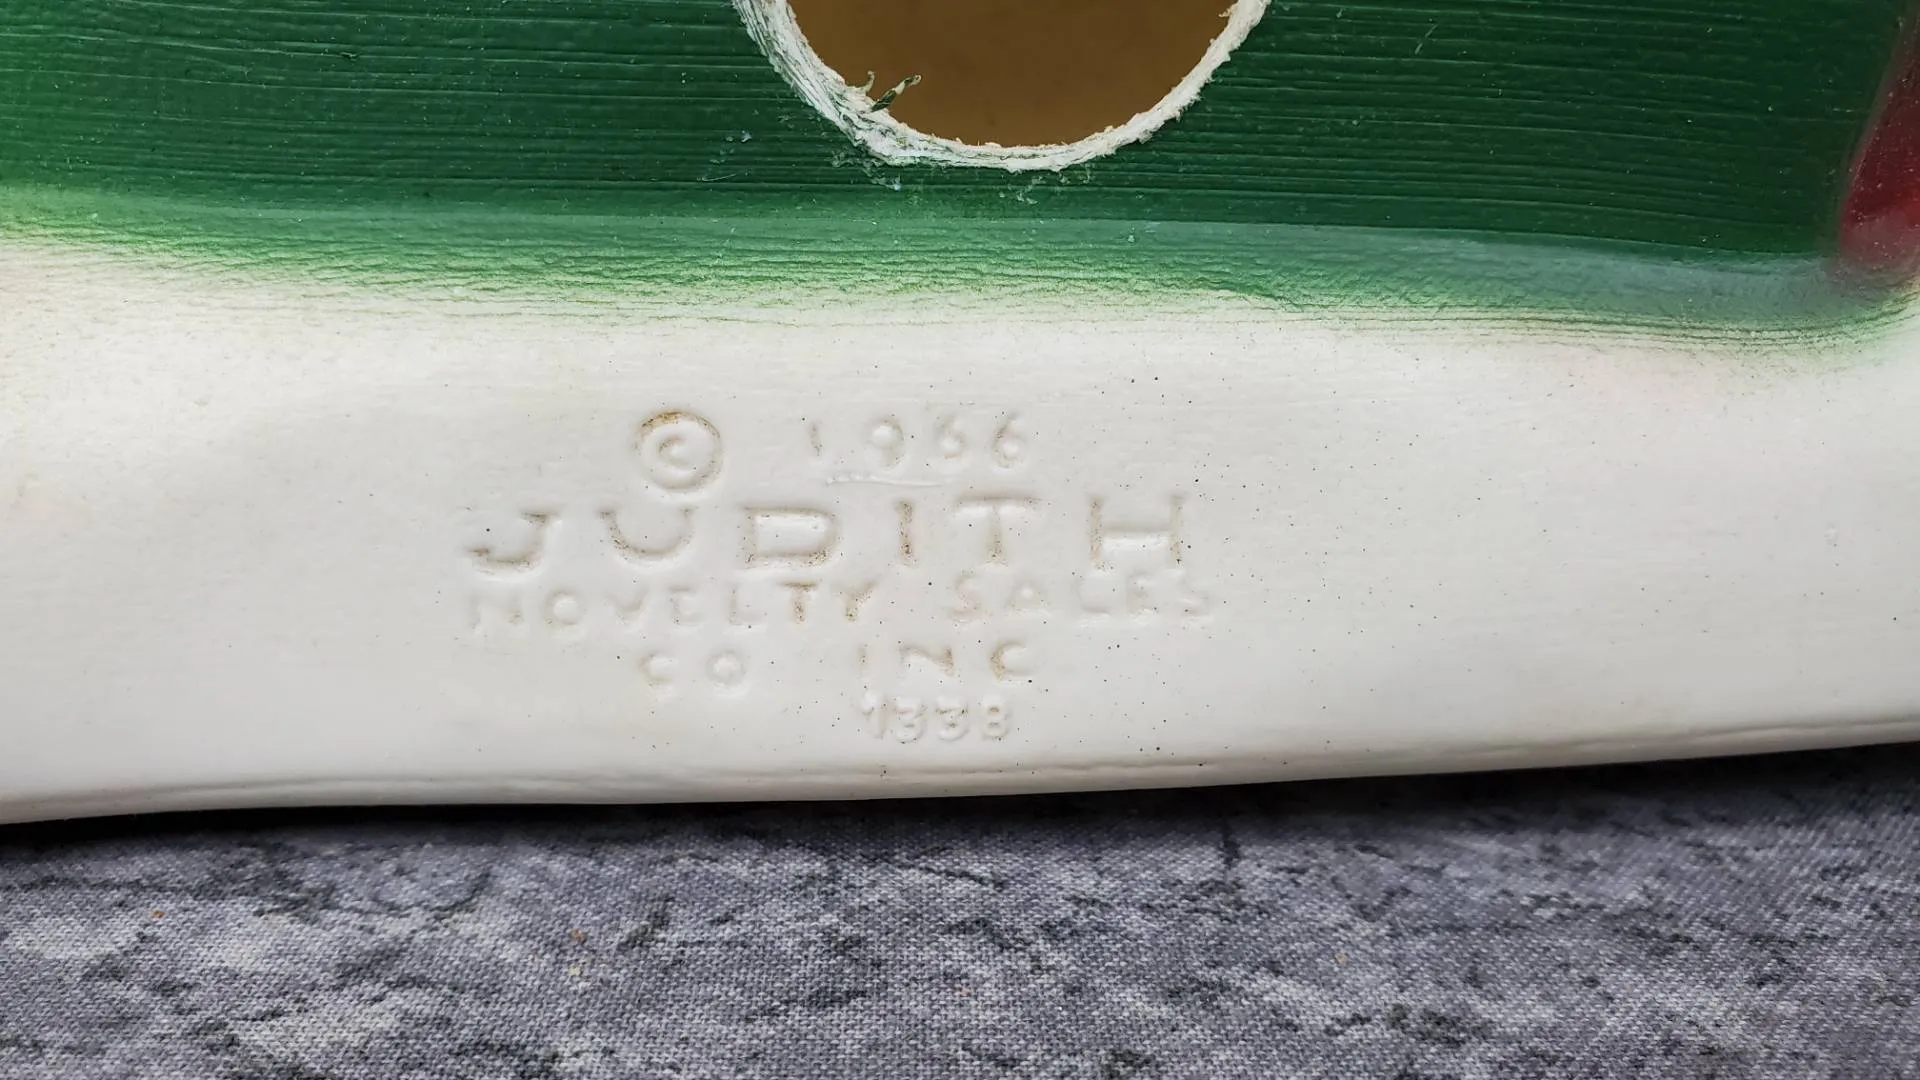 © 1966
JUDITH
NOVELTY SALES
CO INC
1338